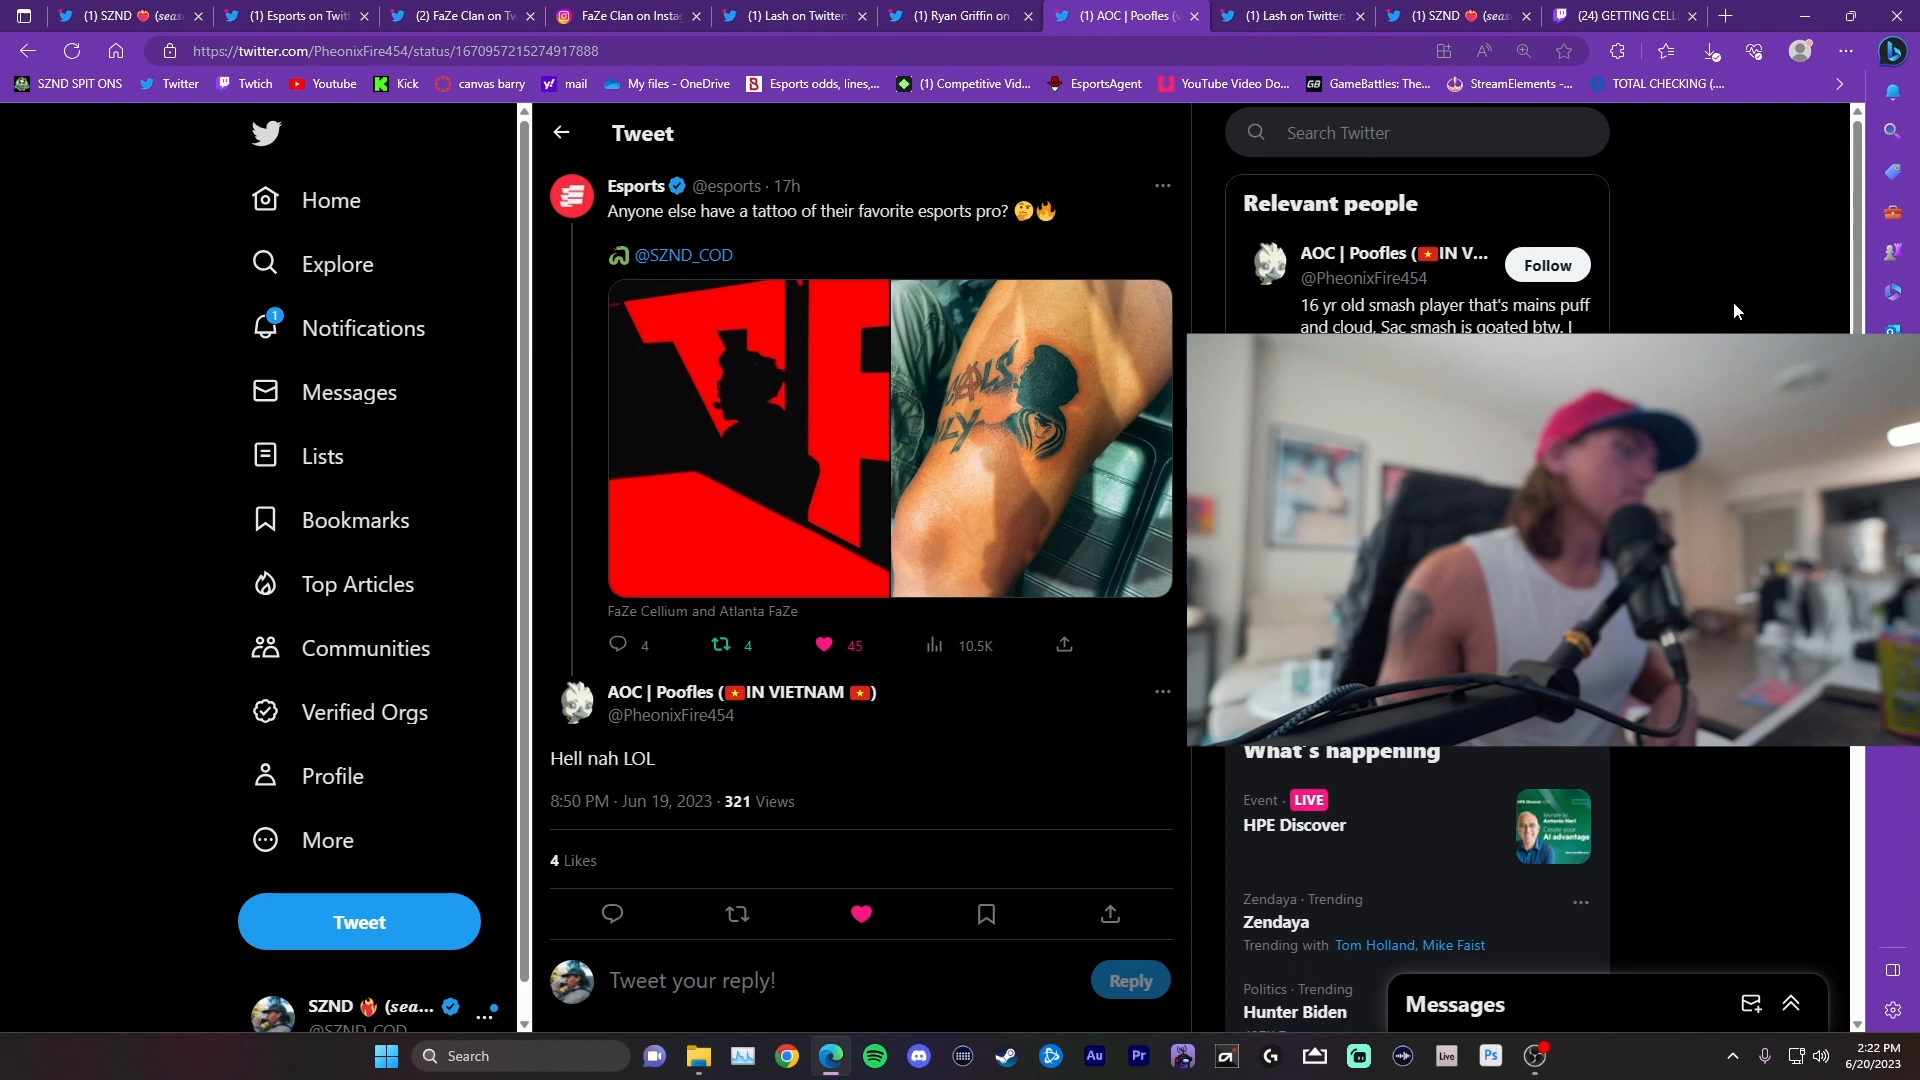 (1) SZND ❤️ (seas
(1) Esports on Twitt
(2) FaZe Clan on Tw
FaZe Clan on Instag
(1) Lash on Twitter:
(1) Ryan Griffin on
(1) AOC | Poofles (
(1) Lash on Twitter:
(1) SZND ❤️ (seas
(24) GETTING CELL
https://twitter.com/PheonixFire454/status/1670957215274917888
SZND SPIT ONS
Twitter
Twtich
Youtube
Kick
canvas barry
mail
My files - OneDrive
Esports odds, lines,...
(1) Competitive Vid...
EsportsAgent
YouTube Video Do...
GameBattles: The...
StreamElements -...
TOTAL CHECKING (....
Home
Explore
1
Notifications
Messages
Lists
Bookmarks
Top Articles
Communities
Verified Orgs
Profile
More
Tweet
SZND ❤️‍🔥 (sea...
@SZND_COD
Tweet
Esports @esports · 17h
Anyone else have a tattoo of their favorite esports pro? 🤔🔥
🐍 @SZND_COD
FaZe Cellium and Atlanta FaZe
4 4 45 10.5K
AOC | Poofles (🇻🇳IN VIETNAM 🇻🇳)
@PheonixFire454
Hell nah LOL
8:50 PM · Jun 19, 2023 · 321 Views
4 Likes
Tweet your reply!
Reply
Search Twitter
Relevant people
AOC | Poofles (🇻🇳IN V...
@PheonixFire454
Follow
16 yr old smash player that's mains puff
and cloud, Sac smash is goated btw. I
What's happening
Event · LIVE
HPE Discover
Zendaya · Trending
Zendaya
Trending with Tom Holland, Mike Faist
Politics · Trending
Hunter Biden
Messages
Search
Au
Pr
Live
Ps
2:22 PM
6/20/2023